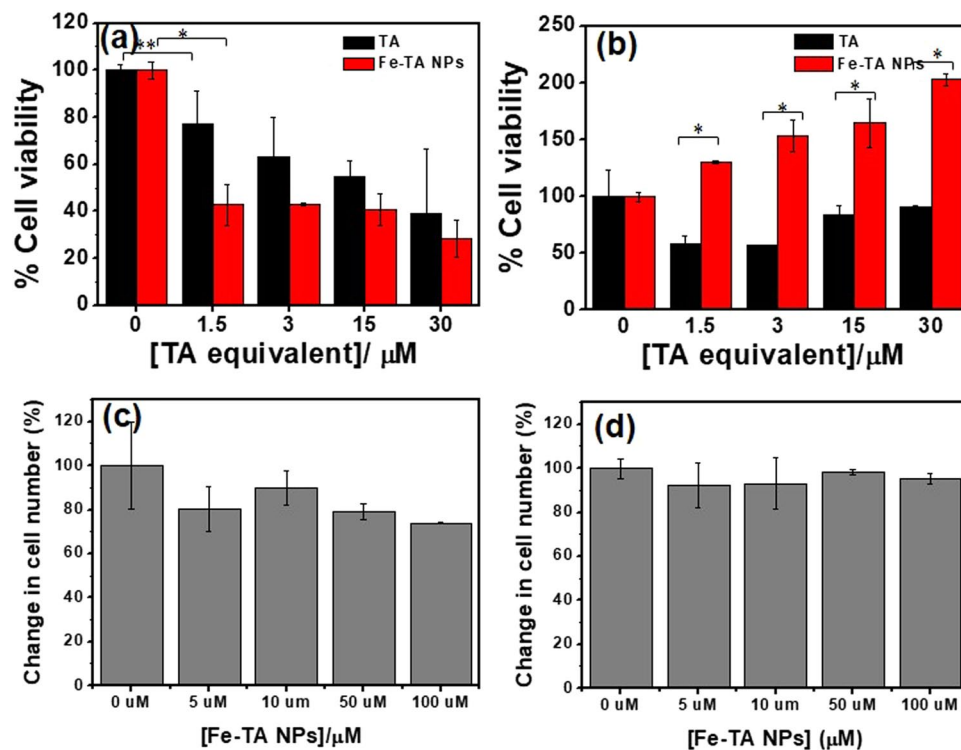 (a)
% Cell viability
120
100
80
60
40
20
0
**
*
TA
Fe-TA NPs
0 1.5 3 15 30
[TA equivalent]/ μM
(b)
% Cell viability
250
200
150
100
50
0
TA
Fe-TA NPs
*
*
*
*
0 1.5 3 15 30
[TA equivalent]/μM
(c)
Change in cell number (%)
120
100
80
60
40
20
0
0 uM 5 uM 10 um 50 uM 100 uM
[Fe-TA NPs]/μM
(d)
Change in cell number (%)
120
100
80
60
40
20
0
0 uM 5 uM 10 uM 50 uM 100 uM
[Fe-TA NPs] (μM)